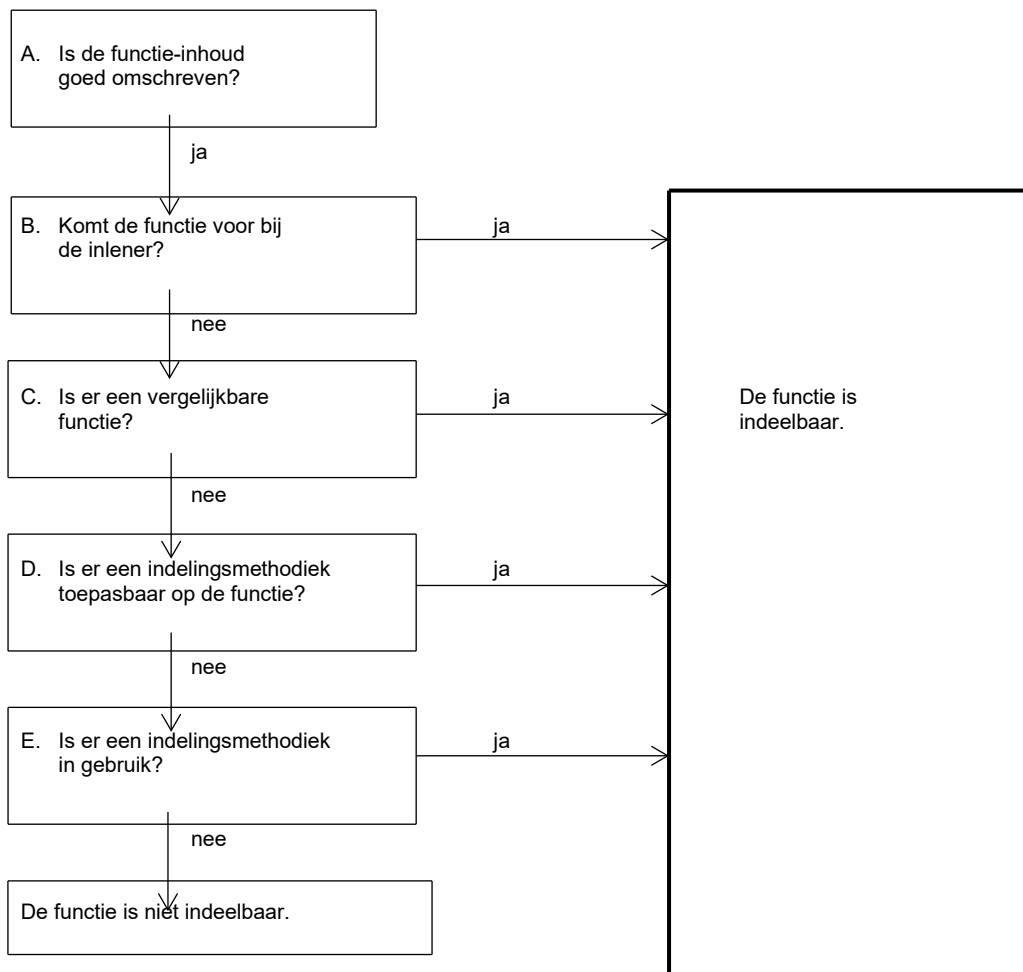 A. Is de functie-inhoud
goed omschreven?
ja
B. Komt de functie voor bij
de inlener?
ja
nee
C. Is er een vergelijkbare
functie?
ja
De functie is
indeelbaar.
nee
D. Is er een indelingsmethodiek
toepasbaar op de functie?
ja
nee
E. Is er een indelingsmethodiek
in gebruik?
ja
nee
De functie is niet indeelbaar.